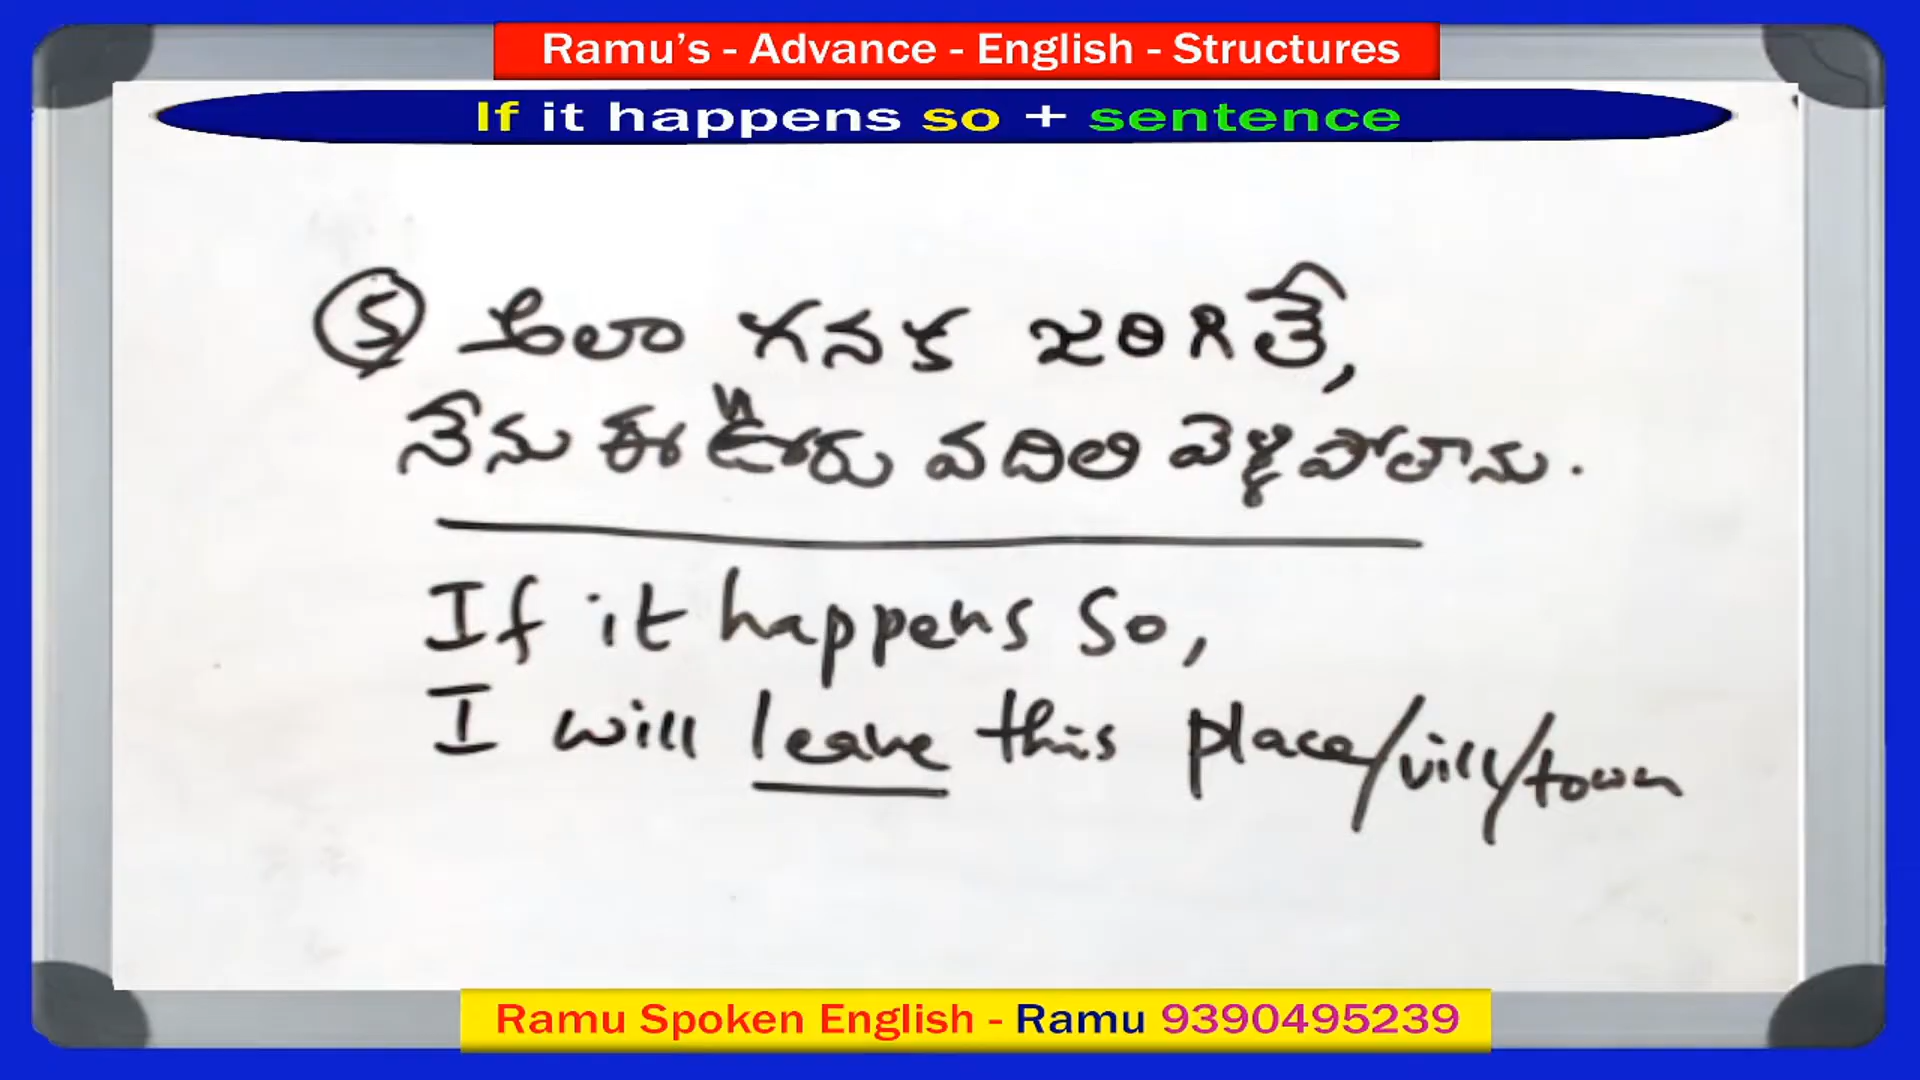 Ramu's - Advance - English - Structures
If it happens so + sentence
5 అలా గనక జరిగితే,
నేను ఈ ఊరు వదిలి వెళ్లిపోతాను.
If it happens so,
I will leave this place/vill/town
Ramu Spoken English - Ramu 9390495239